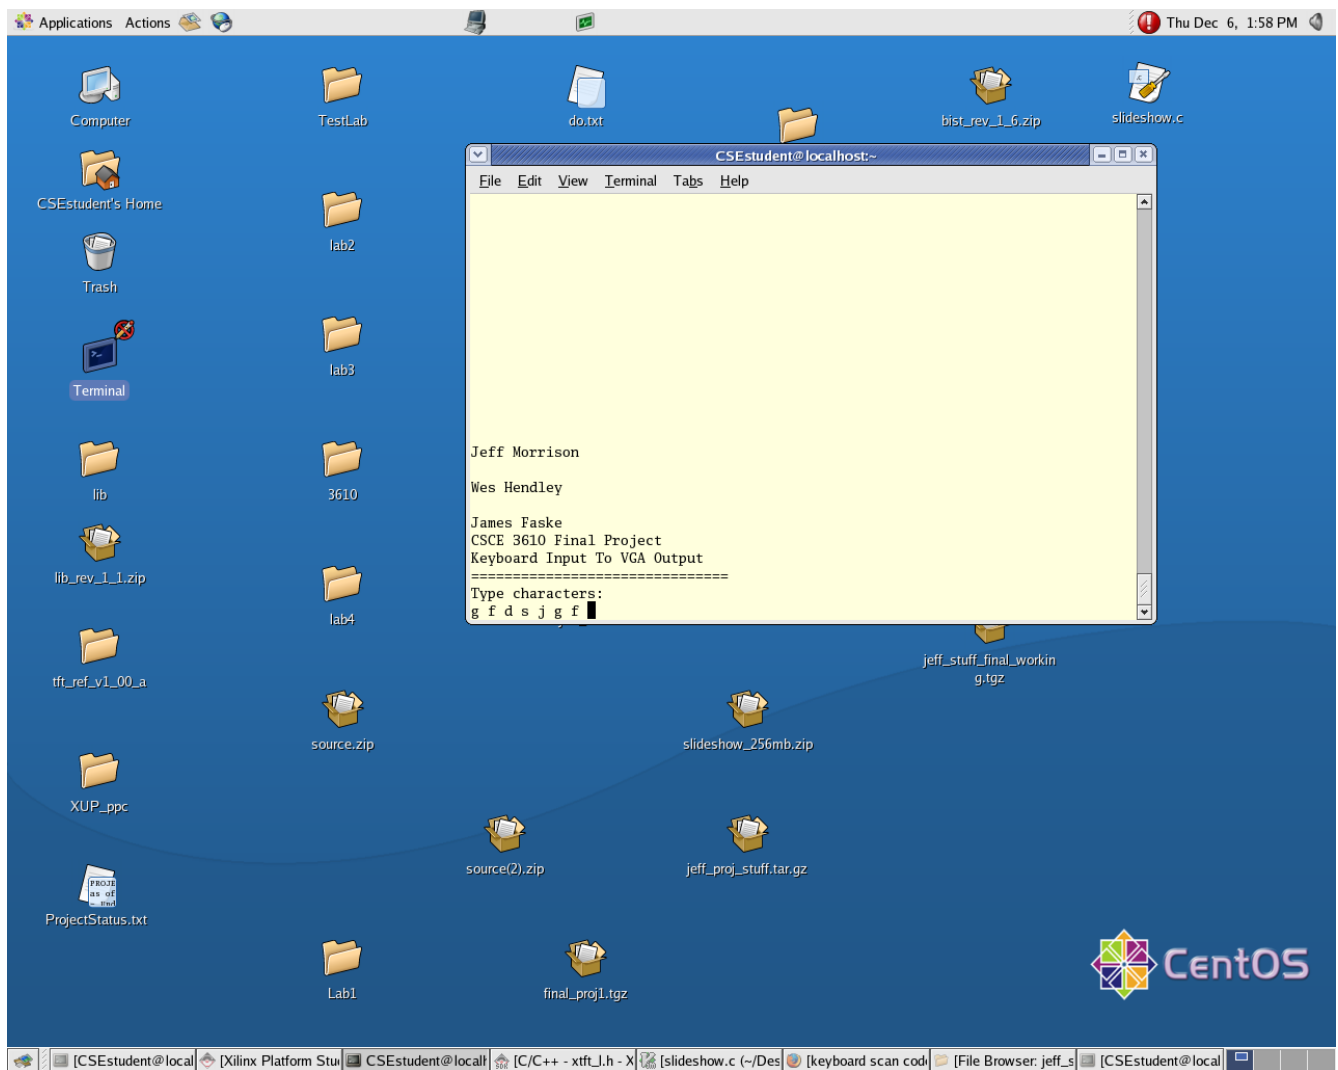 Applications Actions
Thu Dec 6, 1:58 PM
Computer
TestLab
do.txt
bist_rev_1_6.zip
slideshow.c
CSEstudent@localhost:~
File Edit View Terminal Tabs Help
CSEstudent's Home
lab2
Trash
lab3
Terminal
Jeff Morrison
Wes Hendley
James Faske
CSCE 3610 Final Project
Keyboard Input To VGA Output
===============================
Type characters:
g f d s j g f
lib
3610
lib_rev_1_1.zip
lab4
jeff_stuff_final_workin
g.tgz
tft_ref_v1_00_a
source.zip
slideshow_256mb.zip
XUP_ppc
source(2).zip
jeff_proj_stuff.tar.gz
PROJE
as of
- End
ProjectStatus.txt
CentOS
Lab1
final_proj1.tgz
[CSEstudent@local
[Xilinx Platform Stu
CSEstudent@localh
[C/C++ - xtft_l.h - X
[slideshow.c (~/Des
[keyboard scan cod
[File Browser: jeff_s
[CSEstudent@local